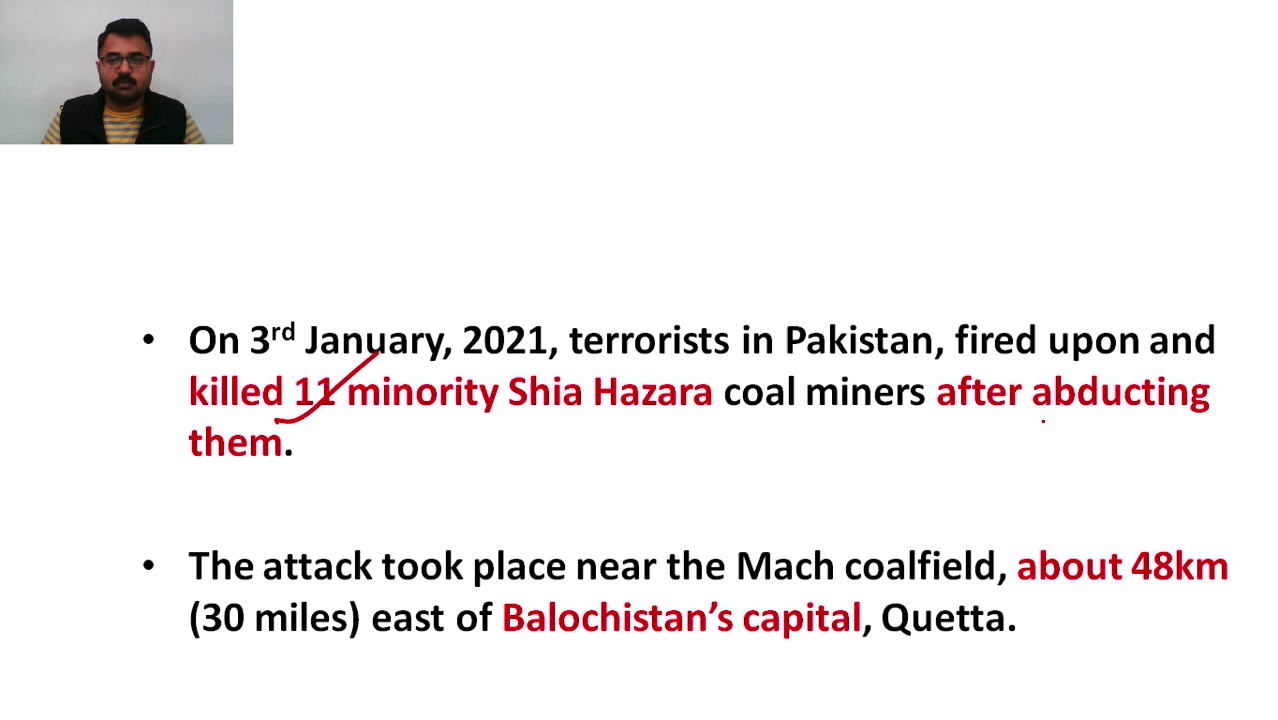 • On 3rd January, 2021, terrorists in Pakistan, fired upon and
killed 11 minority Shia Hazara coal miners after abducting
them.
• The attack took place near the Mach coalfield, about 48km
(30 miles) east of Balochistan’s capital, Quetta.